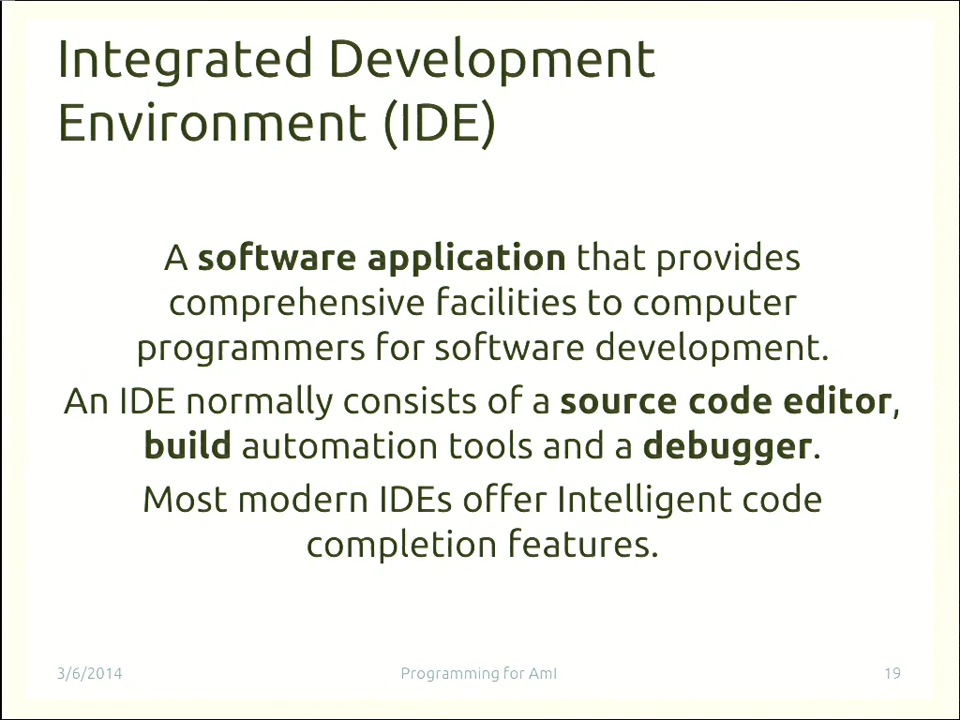 Integrated Development
Environment (IDE)
A software application that provides
comprehensive facilities to computer
programmers for software development.
An IDE normally consists of a source code editor,
build automation tools and a debugger.
Most modern IDEs offer Intelligent code
completion features.
3/6/2014 Programming for AmI 19